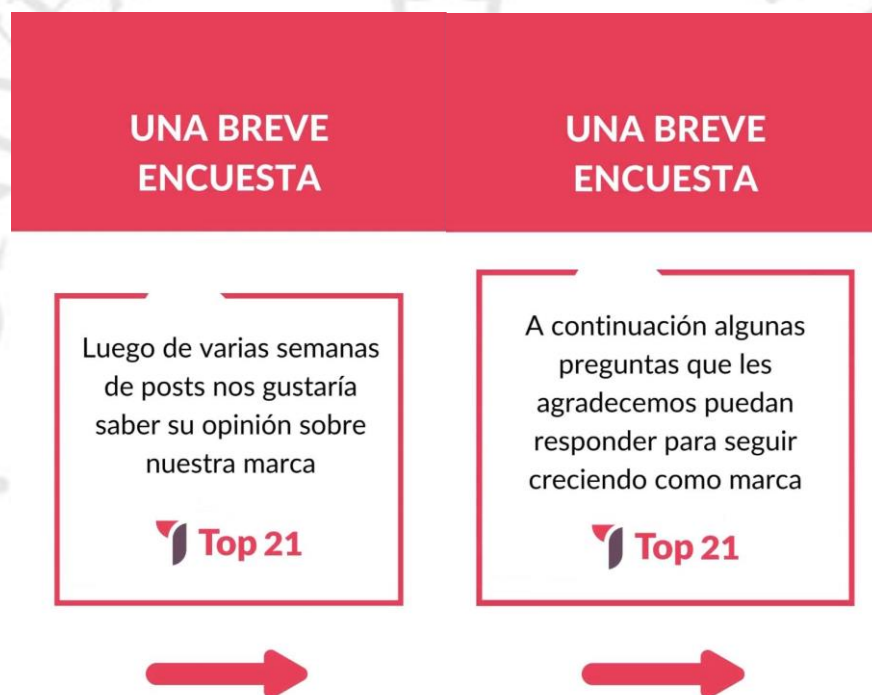 UNA BREVE
ENCUESTA
Luego de varias semanas
de posts nos gustaría
saber su opinión sobre
nuestra marca
Top 21
UNA BREVE
ENCUESTA
A continuación algunas
preguntas que les
agradecemos puedan
responder para seguir
creciendo como marca
Top 21